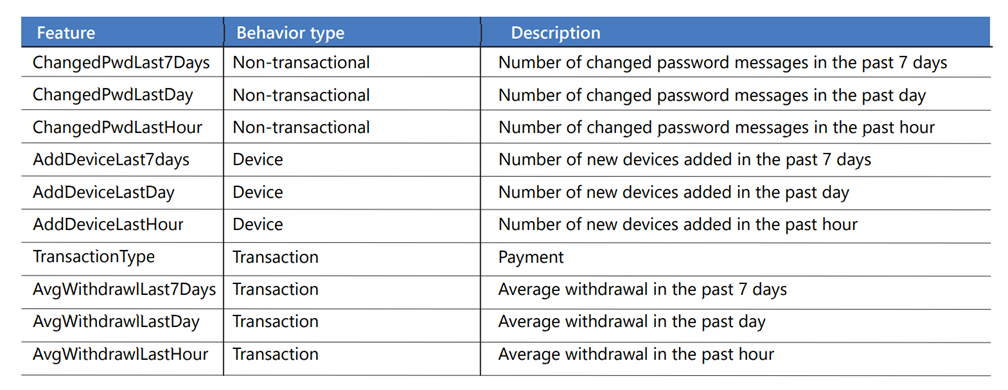 Feature Behavior type Description
ChangedPwdLast7Days Non-transactional Number of changed password messages in the past 7 days
ChangedPwdLastDay Non-transactional Number of changed password messages in the past day
ChangedPwdLastHour Non-transactional Number of changed password messages in the past hour
AddDeviceLast7days Device Number of new devices added in the past 7 days
AddDeviceLastDay Device Number of new devices added in the past day
AddDeviceLastHour Device Number of new devices added in the past hour
TransactionType Transaction Payment
AvgWithdrawlLast7Days Transaction Average withdrawal in the past 7 days
AvgWithdrawlLastDay Transaction Average withdrawal in the past day
AvgWithdrawlLastHour Transaction Average withdrawal in the past hour